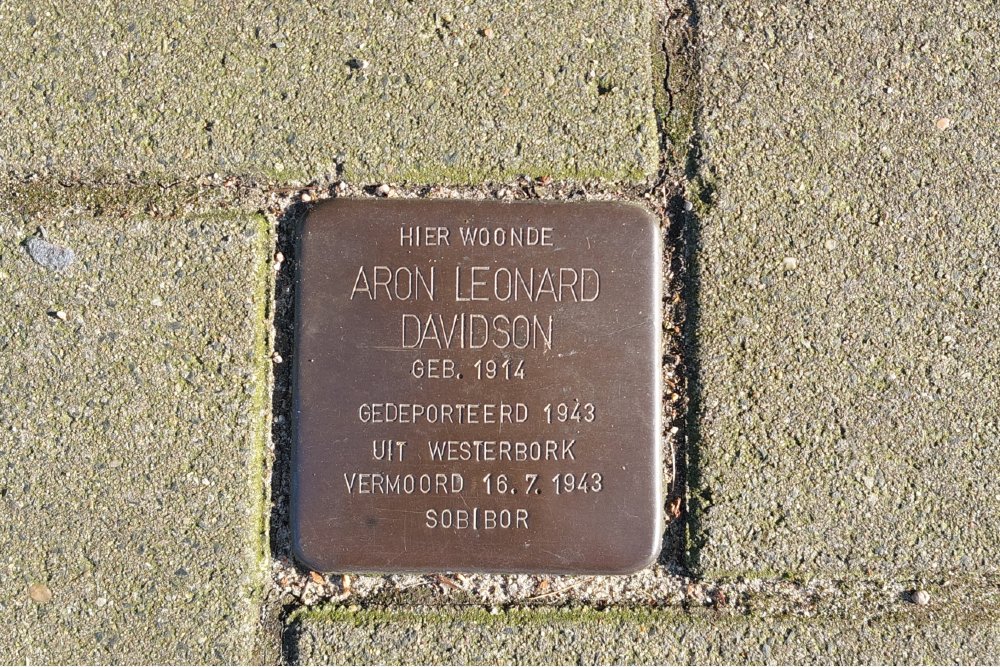 HIER WOONDE
ARON LEONARD
DAVIDSON
GEB. 1914
GEDEPORTEERD 1943
UIT WESTERBORK
VERMOORD 16.7.1943
SOBIBOR